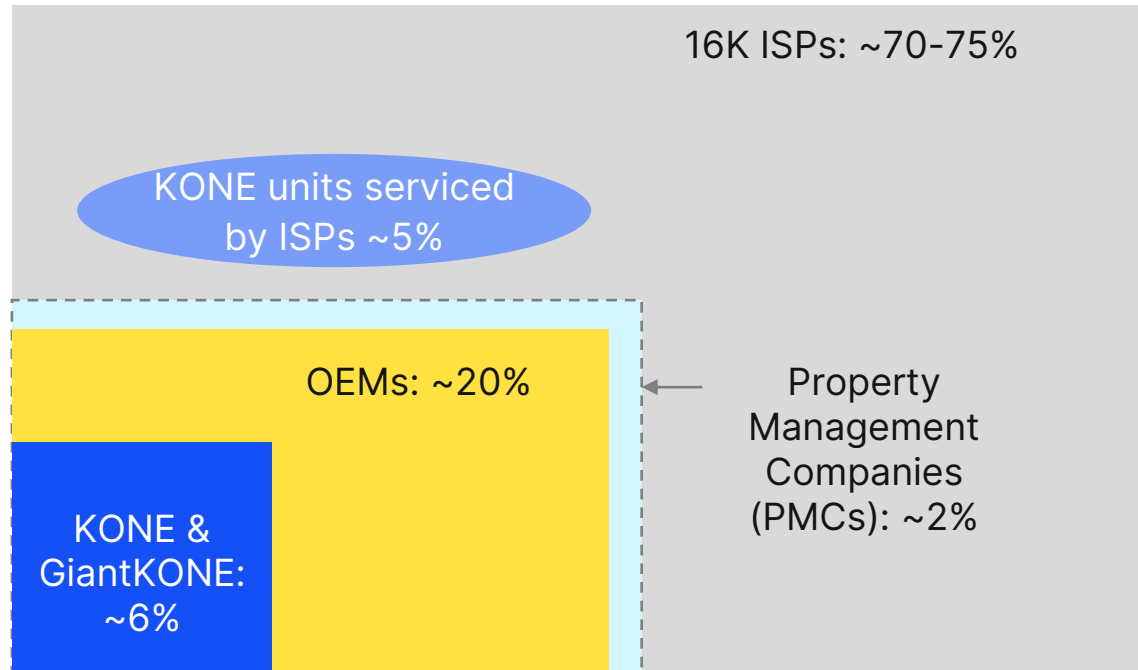 16K ISPs: ~70-75%
KONE units serviced
by ISPs ~5%
OEMs: ~20%
Property
Management
Companies
(PMCs): ~2%
KONE &
GiantKONE:
~6%